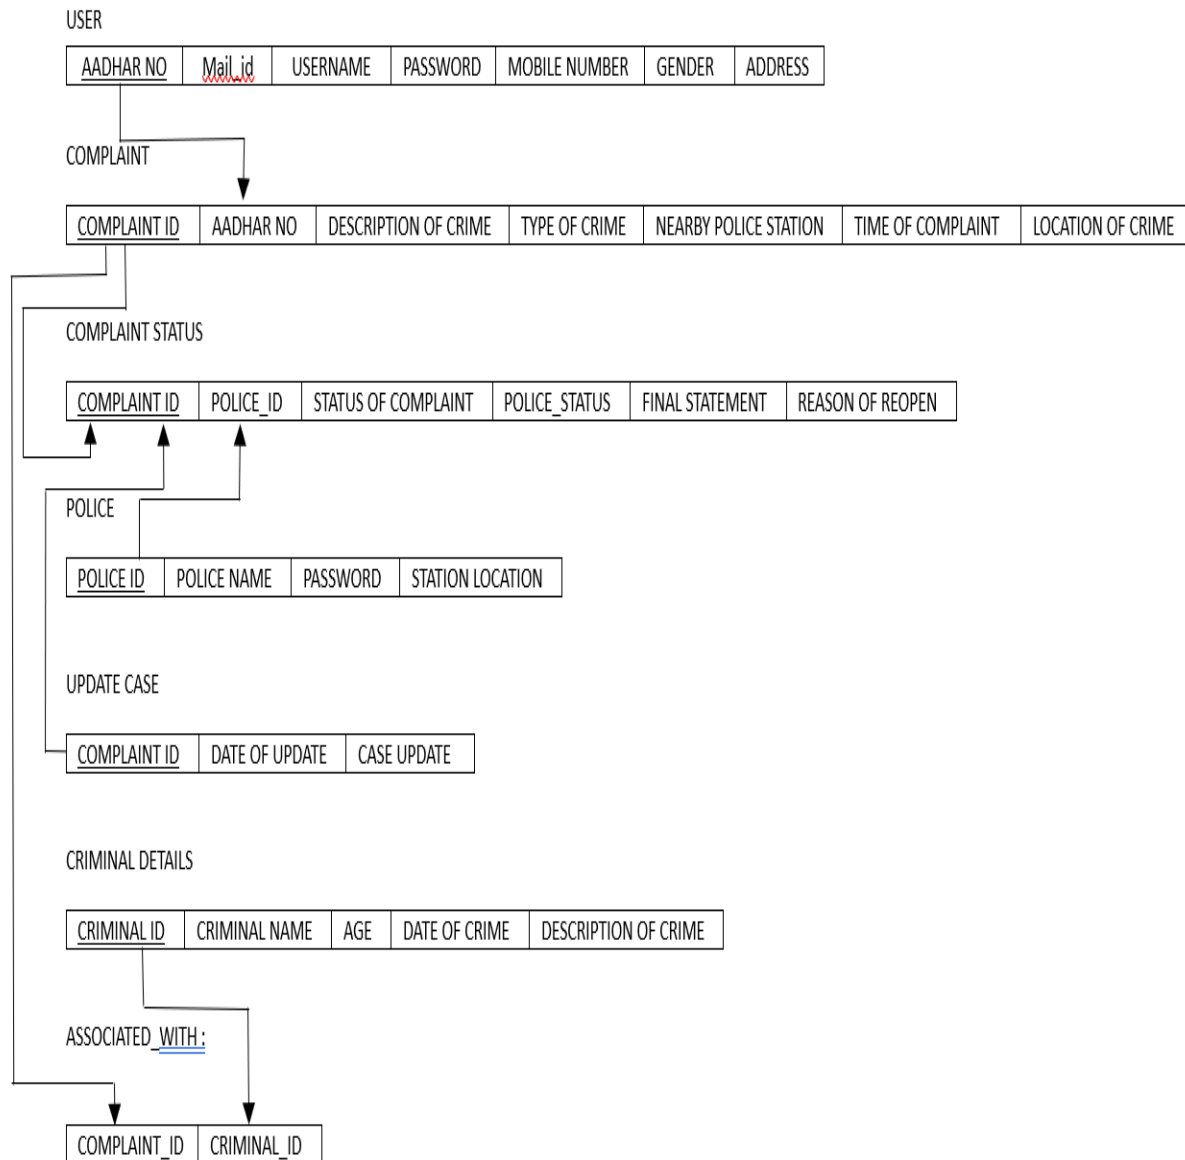 USER
AADHAR NO Mail_id USERNAME PASSWORD MOBILE NUMBER GENDER ADDRESS
COMPLAINT
COMPLAINT ID AADHAR NO DESCRIPTION OF CRIME TYPE OF CRIME NEARBY POLICE STATION TIME OF COMPLAINT LOCATION OF CRIME
COMPLAINT STATUS
COMPLAINT ID POLICE_ID STATUS OF COMPLAINT POLICE_STATUS FINAL STATEMENT REASON OF REOPEN
POLICE
POLICE ID POLICE NAME PASSWORD STATION LOCATION
UPDATE CASE
COMPLAINT ID DATE OF UPDATE CASE UPDATE
CRIMINAL DETAILS
CRIMINAL ID CRIMINAL NAME AGE DATE OF CRIME DESCRIPTION OF CRIME
ASSOCIATED_WITH :
COMPLAINT_ID CRIMINAL_ID